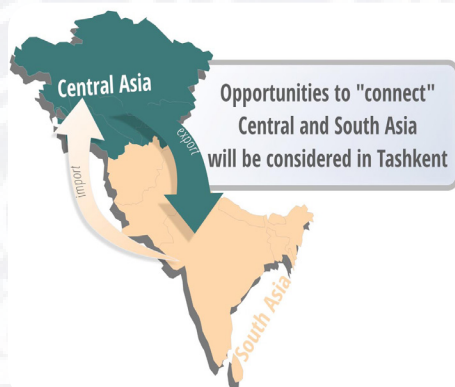 Central Asia
Opportunities to "connect"
Central and South Asia
will be considered in Tashkent
export
import
South Asia